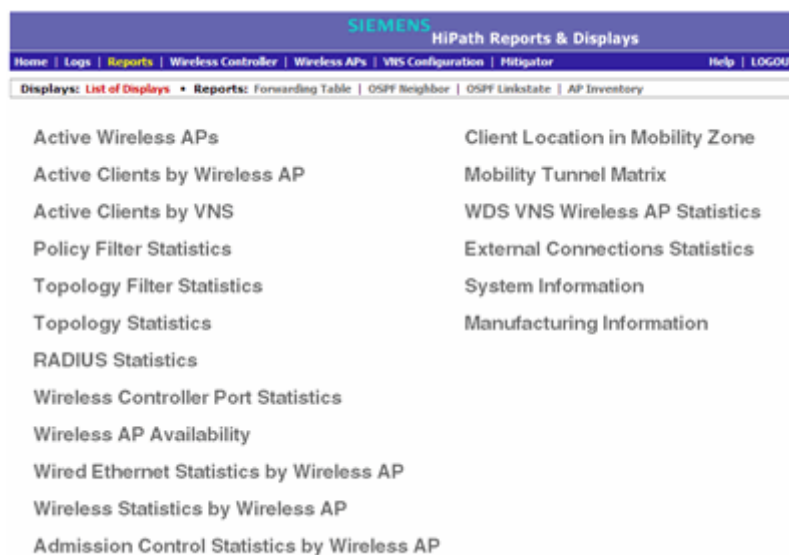 SIEMENS
HiPath Reports & Displays
Home | Logs | Reports | Wireless Controller | Wireless APs | VNS Configuration | Mitigator Help | LOGOU
Displays: List of Displays • Reports: Forwarding Table | OSPF Neighbor | OSPF Linkstate | AP Inventory
Active Wireless APs
Active Clients by Wireless AP
Active Clients by VNS
Policy Filter Statistics
Topology Filter Statistics
Topology Statistics
RADIUS Statistics
Wireless Controller Port Statistics
Wireless AP Availability
Wired Ethernet Statistics by Wireless AP
Wireless Statistics by Wireless AP
Admission Control Statistics by Wireless AP
Client Location in Mobility Zone
Mobility Tunnel Matrix
WDS VNS Wireless AP Statistics
External Connections Statistics
System Information
Manufacturing Information